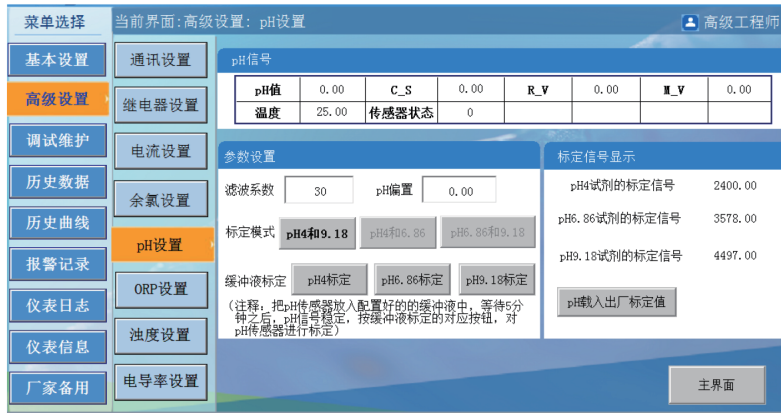 菜单选择
当前界面:高级设置: pH设置
高级工程师
基本设置
高级设置
调试维护
历史数据
历史曲线
报警记录
仪表日志
仪表信息
厂家备用
通讯设置
继电器设置
电流设置
余氯设置
pH设置
ORP设置
浊度设置
电导率设置
pH信号
pH值 0.00 C_S 0.00 R_V 0.00 M_V 0.00
温度 25.00 传感器状态 0
参数设置
滤波系数 30 pH偏置 0.00
标定模式 pH4和9.18 pH4和6.86 pH6.86和9.18
缓冲液标定 pH4标定 pH6.86标定 pH9.18标定
(注释: 把pH传感器放入配置好的的缓冲液中, 等待5分
钟之后, pH信号稳定, 按缓冲液标定的对应按钮, 对
pH传感器进行标定)
标定信号显示
pH4试剂的标定信号 2400.00
pH6.86试剂的标定信号 3578.00
pH9.18试剂的标定信号 4497.00
pH载入出厂标定值
主界面